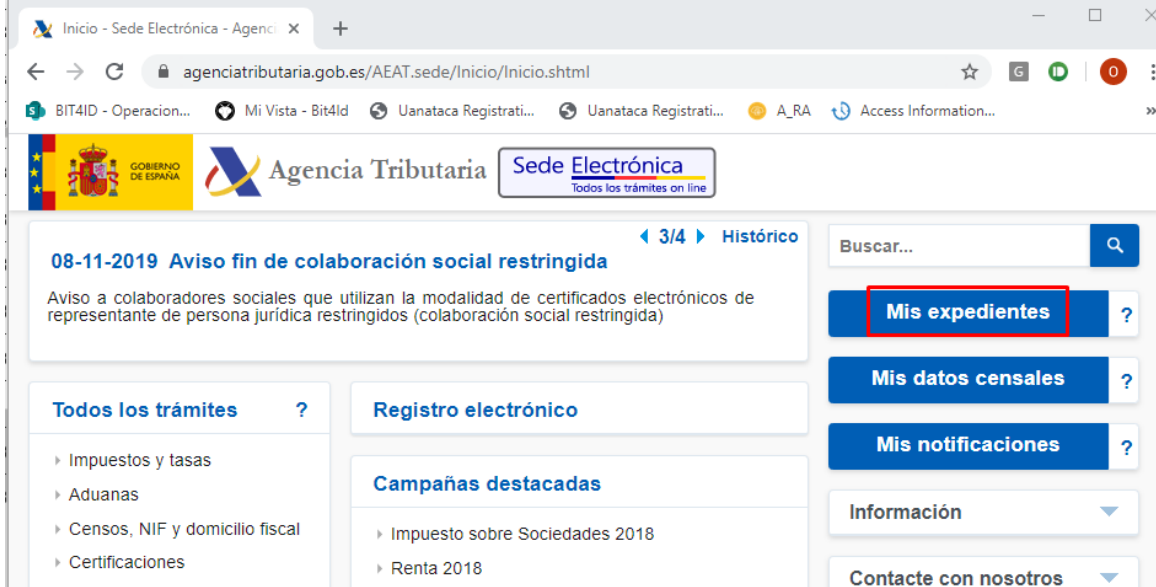 Inicio - Sede Electrónica - Agenci
agenciatributaria.gob.es/AEAT.sede/Inicio/Inicio.shtml
G
O
BIT4ID - Operacion...
Mi Vista - Bit4Id
Uanataca Registrati...
Uanataca Registrati...
A_RA
Access Information...
GOBIERNO
DE ESPAÑA
Agencia Tributaria
Sede Electrónica
Todos los trámites on line
3/4
Histórico
08-11-2019 Aviso fin de colaboración social restringida
Aviso a colaboradores sociales que utilizan la modalidad de certificados electrónicos de
representante de persona jurídica restringidos (colaboración social restringida)
Buscar...
Mis expedientes ?
Mis datos censales ?
Mis notificaciones ?
Información
Contacte con nosotros
Todos los trámites ?
Impuestos y tasas
Aduanas
Censos, NIF y domicilio fiscal
Certificaciones
Registro electrónico
Campañas destacadas
Impuesto sobre Sociedades 2018
Renta 2018